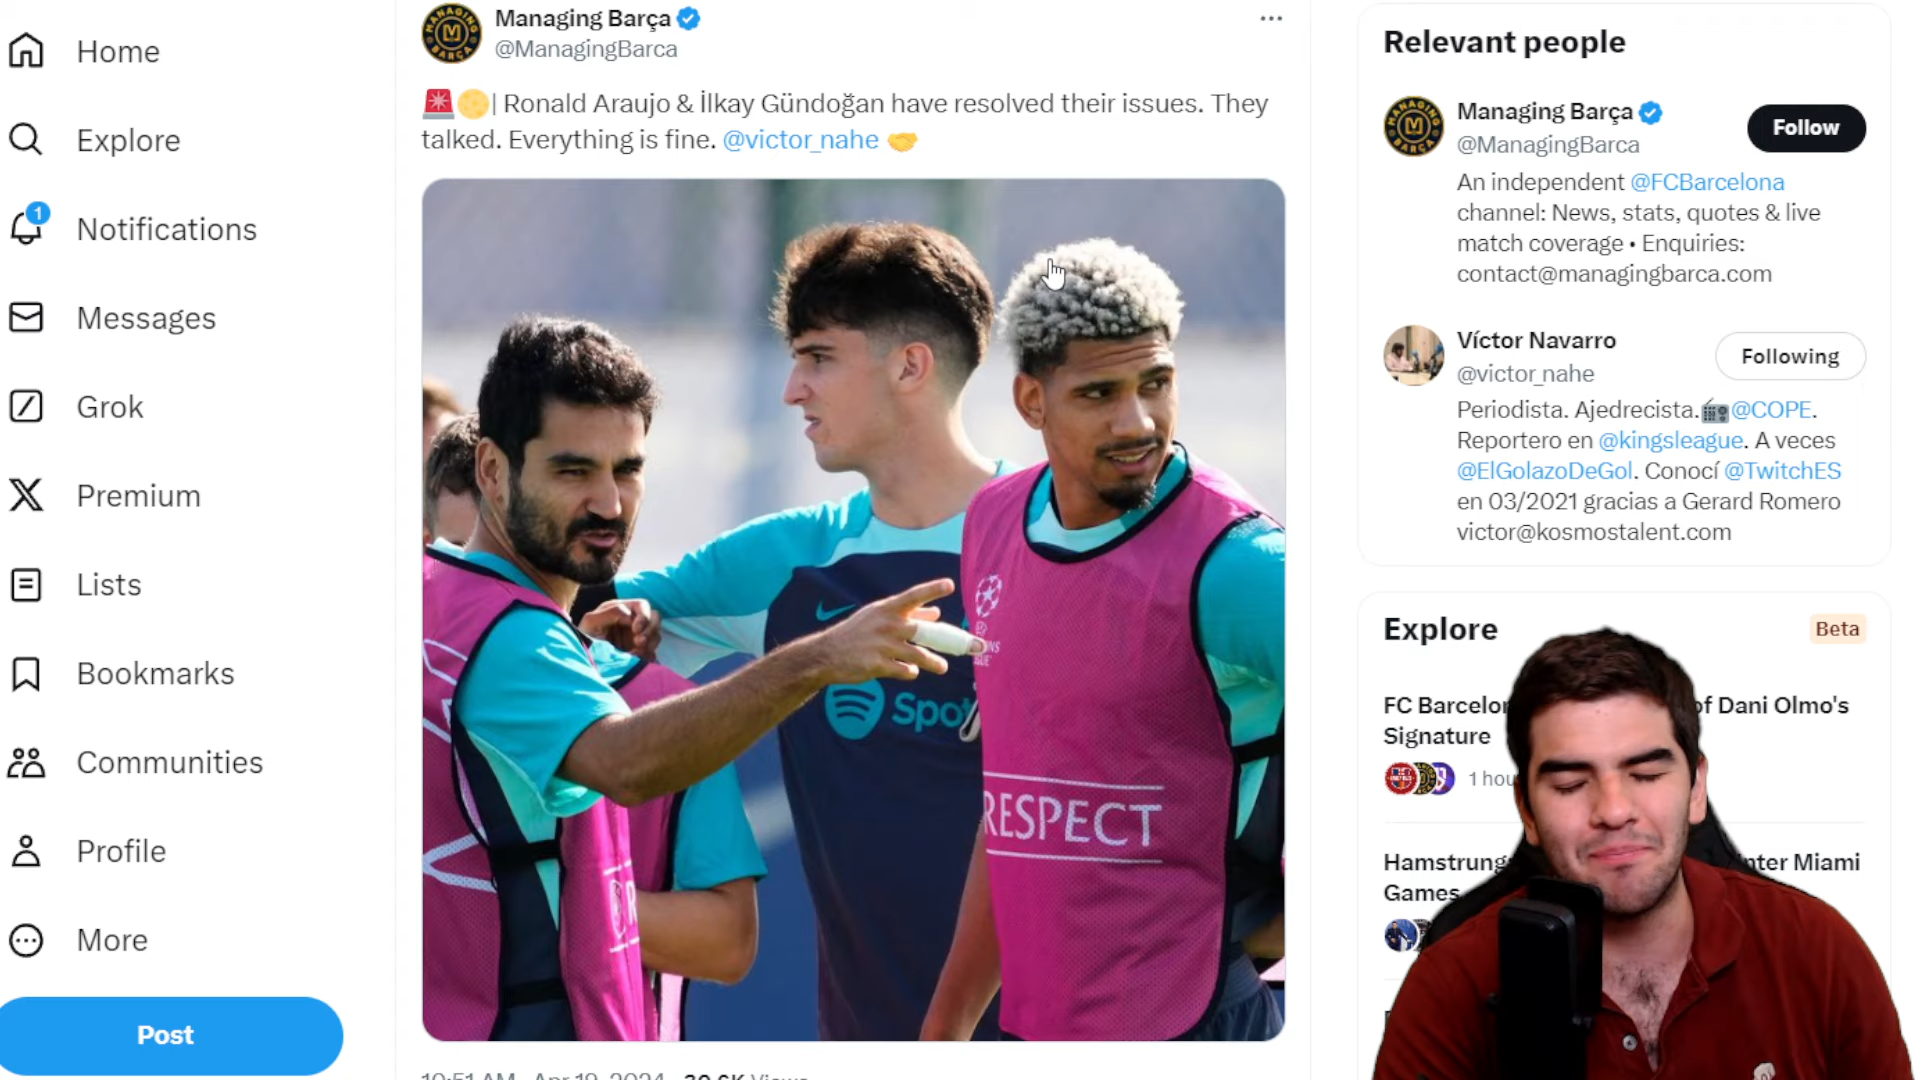 Home
Explore
1
Notifications
Messages
Grok
Premium
Lists
Bookmarks
Communities
Profile
More
Post
Managing Barça
@ManagingBarca
| Ronald Araujo & İlkay Gündoğan have resolved their issues. They
talked. Everything is fine. @victor_nahe
RESPECT
10:51 AM · Apr 19, 2024 · 30.6K Views
Relevant people
Managing Barça
@ManagingBarca
Follow
An independent @FCBarcelona
channel: News, stats, quotes & live
match coverage • Enquiries:
contact@managingbarca.com
Víctor Navarro
@victor_nahe
Following
Periodista. Ajedrecista. @COPE.
Reportero en @kingsleague. A veces
@ElGolazoDeGol. Conocí @TwitchES
en 03/2021 gracias a Gerard Romero
victor@kosmostalent.com
Explore
Beta
FC Barcelo of Dani Olmo's
Signature
1 hou
Hamstrung nter Miami
Games